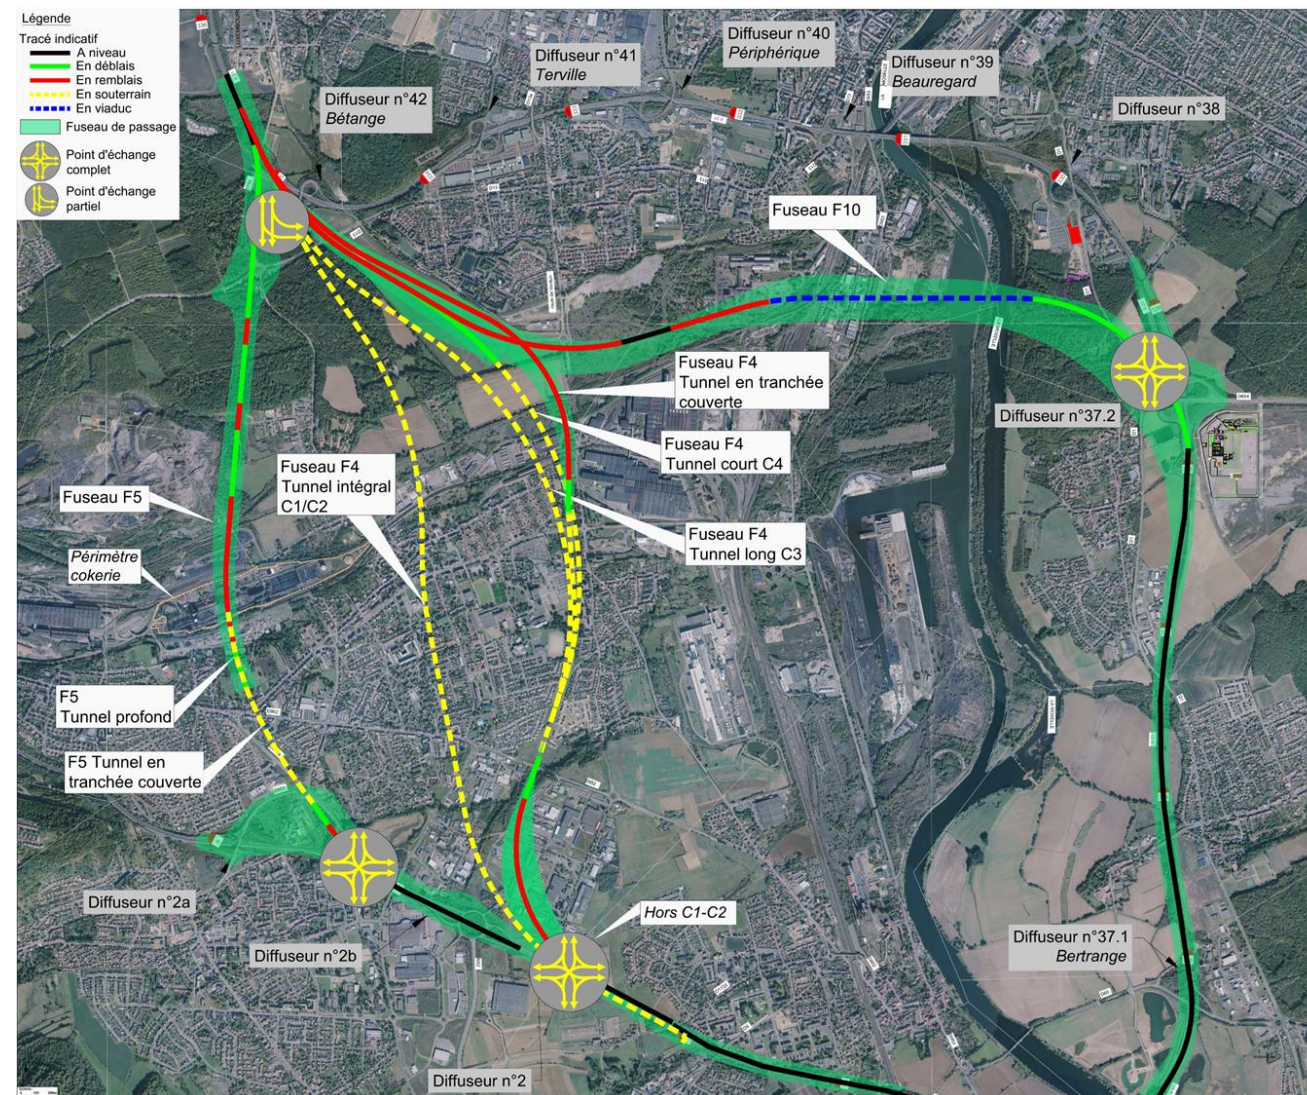 Légende
Tracé indicatif
A niveau
En déblais
En remblais
En souterrain
En viaduc
Fuseau de passage
Point d'échange
complet
Point d'échange
partiel
Diffuseur n°42
Bétange
Diffuseur n°41
Terville
Diffuseur n°40
Périphérique
Diffuseur n°39
Beauregard
Diffuseur n°38
Fuseau F10
Fuseau F4
Tunnel en tranchée
couverte
Diffuseur n°37.2
Fuseau F4
Tunnel court C4
Fuseau F4
Tunnel intégral
C1/C2
Fuseau F5
Fuseau F4
Tunnel long C3
Périmètre
cokerie
F5
Tunnel profond
F5 Tunnel en
tranchée couverte
Diffuseur n°2a
Hors C1-C2
Diffuseur n°2b
Diffuseur n°37.1
Bertrange
Diffuseur n°2